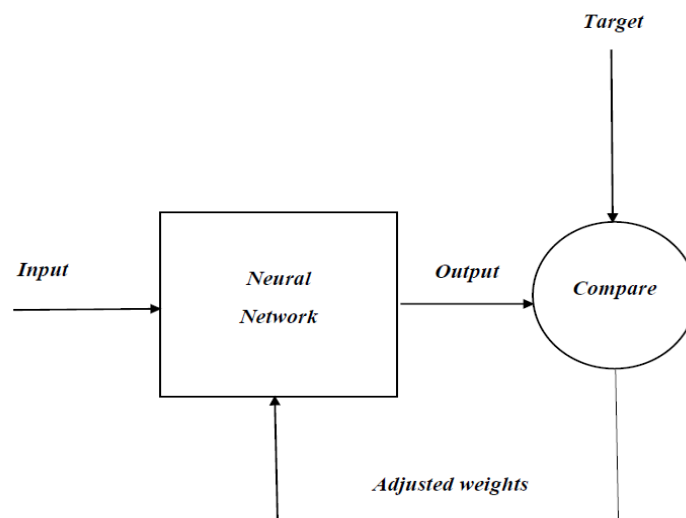 Target
Input
Neural
Network
Output
Compare
Adjusted weights